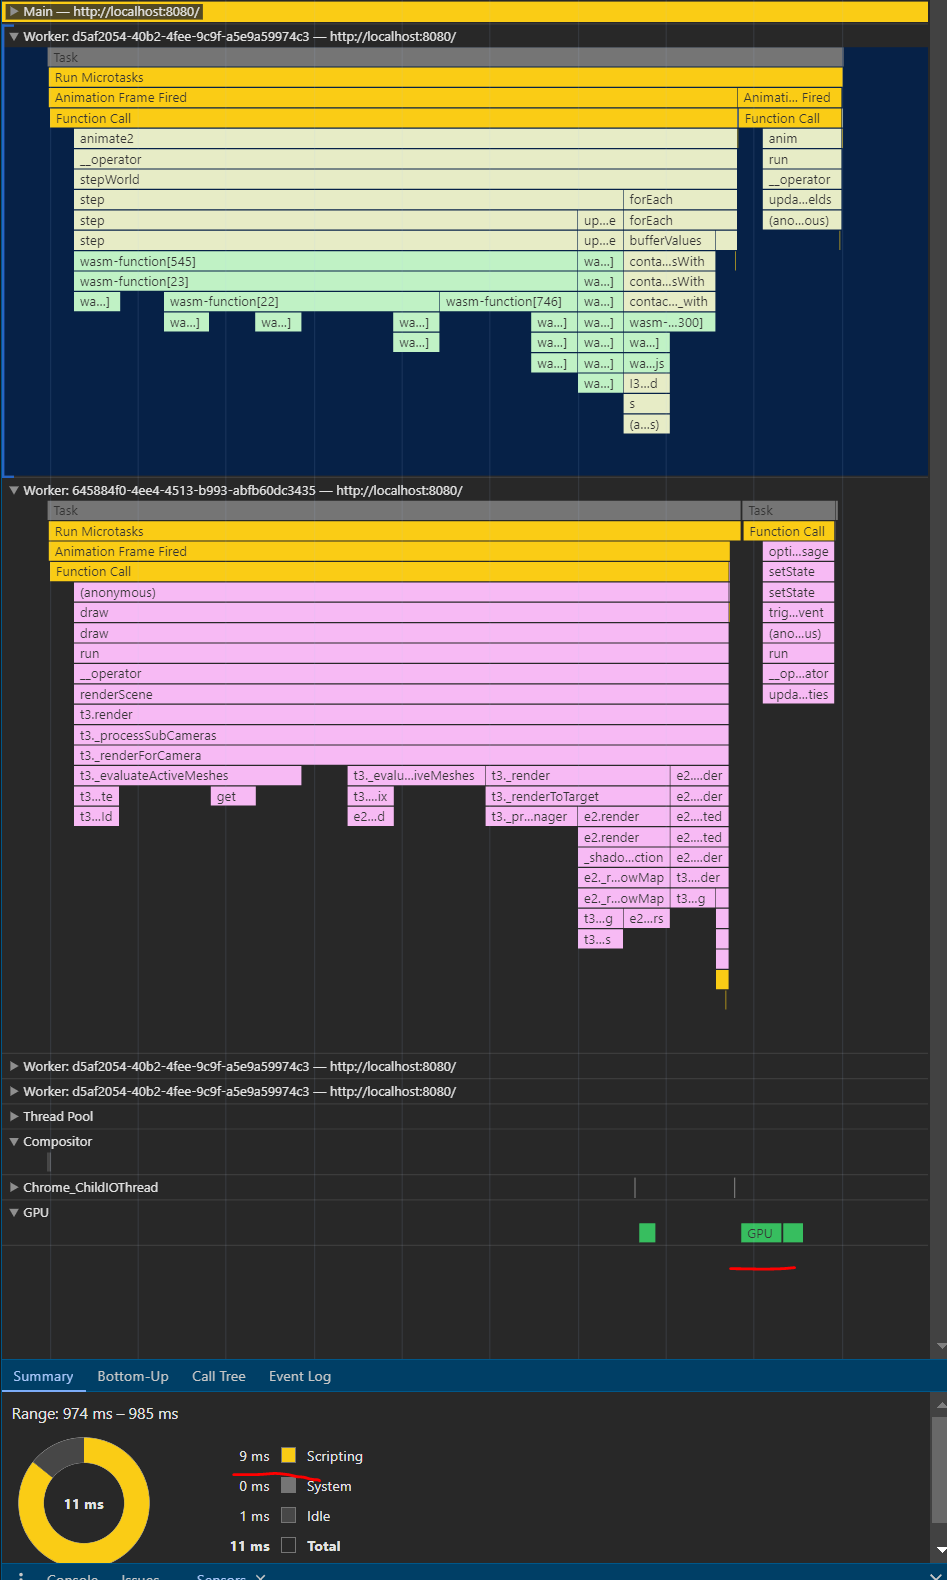 Main — http://localhost:8080/
Worker: d5af2054-40b2-4fee-9c9f-a5e9a59974c3 — http://localhost:8080/
Task
Run Microtasks
Animation Frame Fired Animati... Fired
Function Call Function Call
animate2 anim
__operator run
stepWorld __operator
step forEach upda...elds
step up...e forEach (ano...ous)
step up...e bufferValues
wasm-function[545] wa...] conta...sWith
wasm-function[23] wa...] conta...sWith
wa...] wasm-function[22] wasm-function[746] wa...] contac..._with
wa...] wa...] wa...] wa...] wa...] wasm-...300]
wa...] wa...] wa...] wa...]
wa...] wa...] wa...js
wa...] I3...d
s
(a...s)
Worker: 645884f0-4ee4-4513-b993-abfb60dc3435 — http://localhost:8080/
Task Task
Run Microtasks Function Call
Animation Frame Fired opti...sage
Function Call setState
(anonymous) setState
draw trig...vent
draw (ano...us)
run run
__operator __op...ator
renderScene upda...ties
t3.render
t3._processSubCameras
t3._renderForCamera
t3._evaluateActiveMeshes t3._evalu...iveMeshes t3._render e2....der
t3...te get t3....ix t3._renderToTarget e2....der
t3...ld e2...d t3._pr...nager e2.render e2....ted
e2.render e2....ted
_shado...ction e2....der
e2._r...owMap t3....der
e2._r...owMap t3...g
t3...g e2...rs
t3...s
Worker: d5af2054-40b2-4fee-9c9f-a5e9a59974c3 — http://localhost:8080/
Worker: d5af2054-40b2-4fee-9c9f-a5e9a59974c3 — http://localhost:8080/
Thread Pool
Compositor
Chrome_ChildIOThread
GPU
GPU
Summary Bottom-Up Call Tree Event Log
Range: 974 ms – 985 ms
9 ms Scripting
0 ms System
1 ms Idle
11 ms Total
11 ms
Console Issues Sensors